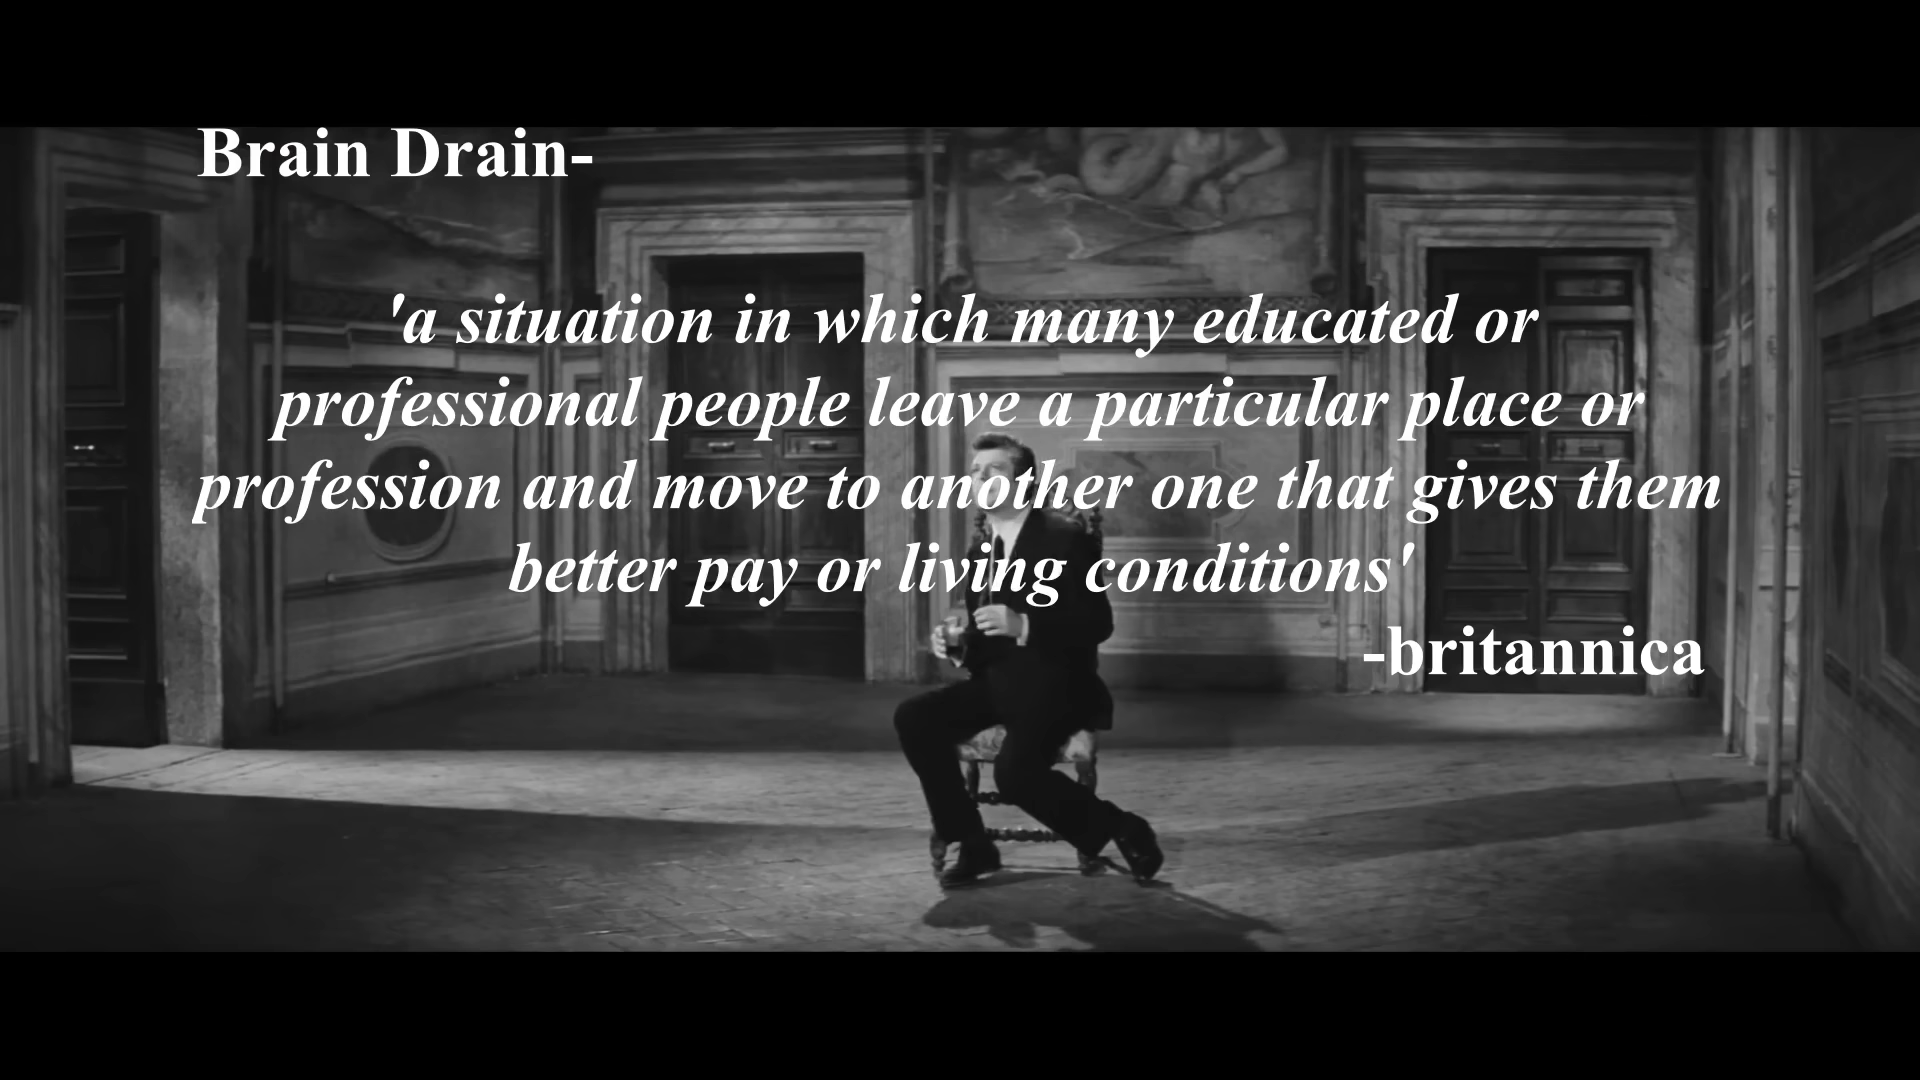 Brain Drain-
'a situation in which many educated or
professional people leave a particular place or
profession and move to another one that gives them
better pay or living conditions'
-britannica